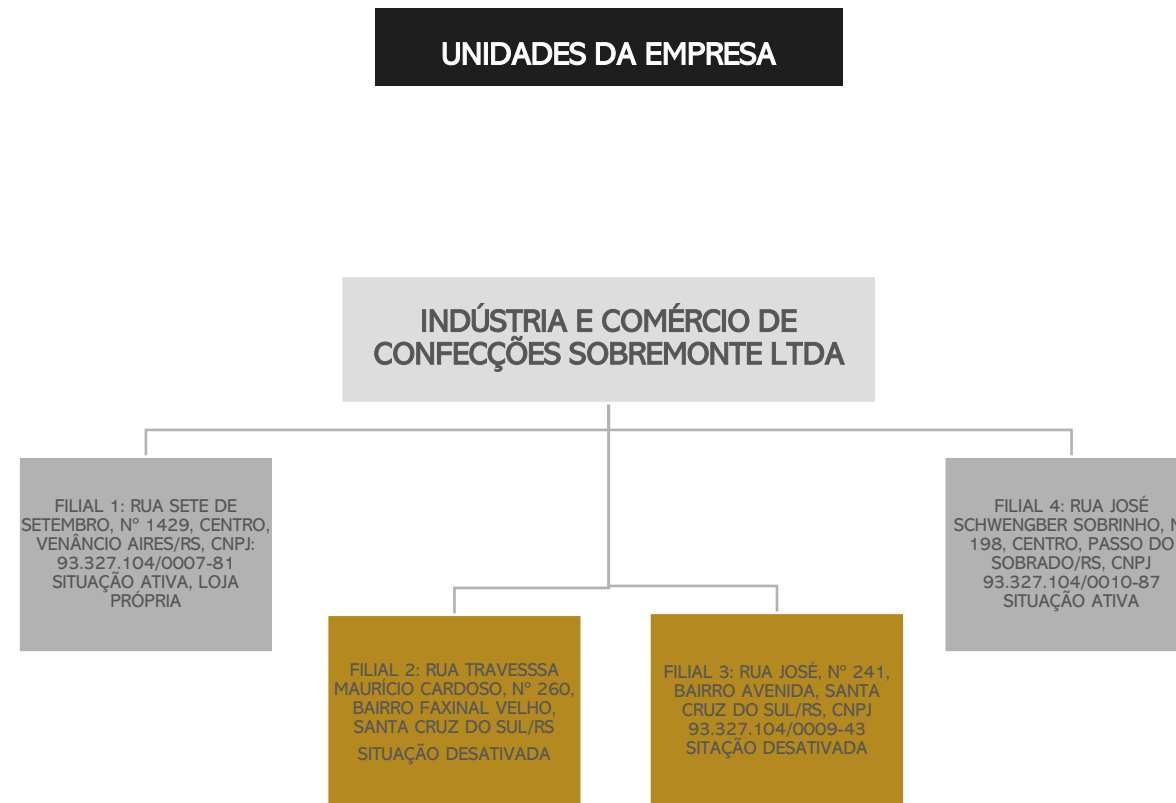 UNIDADES DA EMPRESA
INDÚSTRIA E COMÉRCIO DE
CONFECÇÕES SOBREMONTE LTDA
FILIAL 1: RUA SETE DE
SETEMBRO, Nº 1429, CENTRO,
VENÂNCIO AIRES/RS, CNPJ:
93.327.104/0007-81
SITUAÇÃO ATIVA, LOJA
PRÓPRIA
FILIAL 2: RUA TRAVESSSA
MAURÍCIO CARDOSO, Nº 260,
BAIRRO FAXINAL VELHO,
SANTA CRUZ DO SUL/RS
SITUAÇÃO DESATIVADA
FILIAL 3: RUA JOSÉ, Nº 241,
BAIRRO AVENIDA, SANTA
CRUZ DO SUL/RS, CNPJ
93.327.104/0009-43
SITAÇÃO DESATIVADA
FILIAL 4: RUA JOSÉ
SCHWENGBER SOBRINHO,
198, CENTRO, PASSO DO
SOBRADO/RS, CNPJ
93.327.104/0010-87
SITUAÇÃO ATIVA